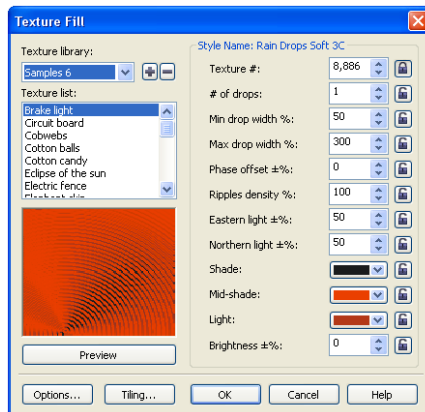 Texture Fill
Texture library:
Samples 6
Texture list:
Brake light
Circuit board
Cobwebs
Cotton balls
Cotton candy
Eclipse of the sun
Electric fence
Elephant skin
Preview
Style Name: Rain Drops Soft 3C
Texture #: 8,886
# of drops: 1
Min drop width %: 50
Max drop width %: 300
Phase offset ±%: 0
Ripples density %: 100
Eastern light ±%: 50
Northern light ±%: 50
Shade:
Mid-shade:
Light:
Brightness ±%: 0
Options... Tiling... OK Cancel Help